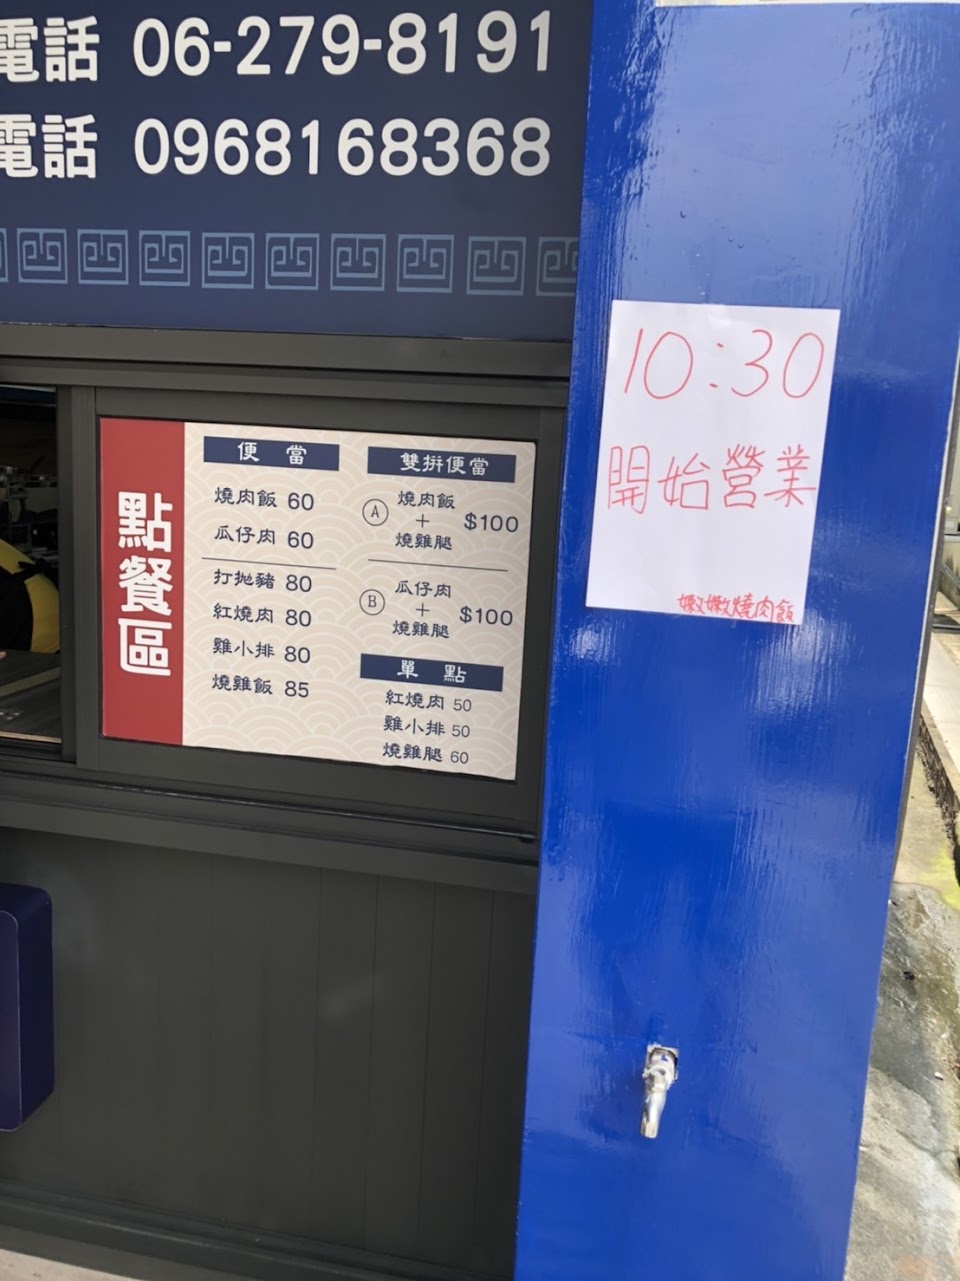 電話 06-279-8191
電話 0968168368
點餐區
便當
燒肉飯 60
瓜仔肉 60
打拋豬 80
紅燒肉 80
雞小排 80
燒雞飯 85
雙拼便當
A 燒肉飯
+
燒雞腿
$100
B 瓜仔肉
+
燒雞腿
$100
單點
紅燒肉 50
雞小排 50
燒雞腿 60
10:30
開始營業
嫩嫩燒肉飯